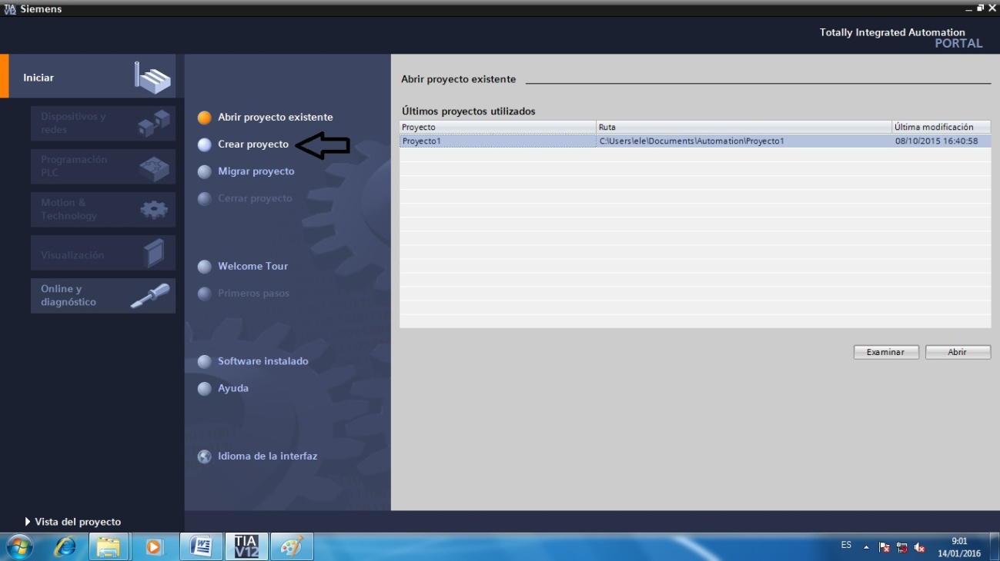 TIA
V12
Siemens
Totally Integrated Automation
PORTAL
Iniciar
Dispositivos y
redes
Programación
PLC
Motion &
Technology
Visualización
Online y
diagnóstico
Abrir proyecto existente
Crear proyecto
Migrar proyecto
Cerrar proyecto
Welcome Tour
Primeros pasos
Software instalado
Ayuda
Idioma de la interfaz
Abrir proyecto existente
Últimos proyectos utilizados
Proyecto Ruta Última modificación
Proyecto1 C:\Users\ele\Documents\Automation\Proyecto1 08/10/2015 16:40:58
Examinar Abrir
Vista del proyecto
TIA
V12
ES
9:01
14/01/2016